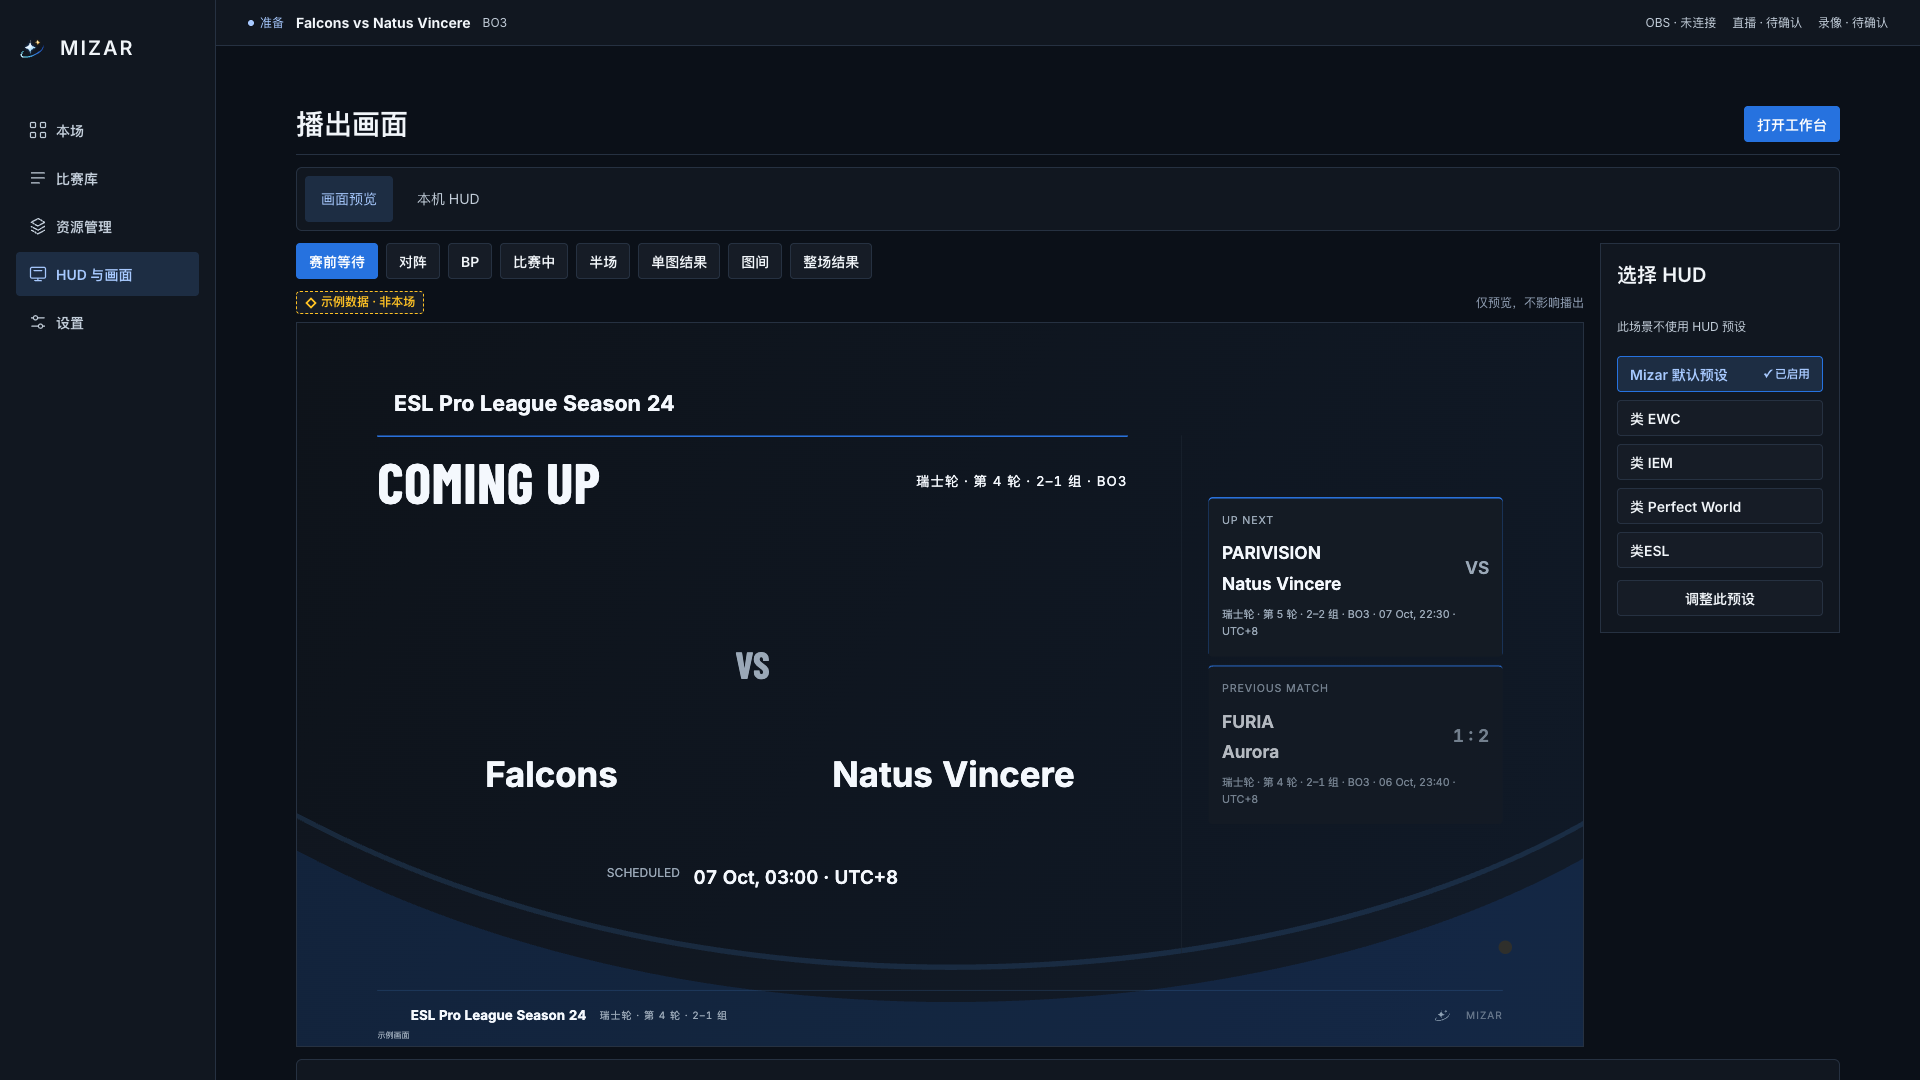 MIZAR
准备 Falcons vs Natus Vincere BO3
OBS · 未连接 直播 · 待确认 录像 · 待确认
本场
比赛库
资源管理
HUD 与画面
设置
播出画面
打开工作台
画面预览 本机 HUD
赛前等待 对阵 BP 比赛中 半场 单图结果 图间 整场结果
示例数据 · 非本场
仅预览，不影响播出
ESL Pro League Season 24
COMING UP
瑞士轮 · 第 4 轮 · 2–1 组 · BO3
VS
Falcons
Natus Vincere
SCHEDULED 07 Oct, 03:00 · UTC+8
UP NEXT
PARIVISION
VS
Natus Vincere
瑞士轮 · 第 5 轮 · 2–2 组 · BO3 · 07 Oct, 22:30 ·
UTC+8
PREVIOUS MATCH
FURIA
1 : 2
Aurora
瑞士轮 · 第 4 轮 · 2–1 组 · BO3 · 06 Oct, 23:40 ·
UTC+8
ESL Pro League Season 24 瑞士轮 · 第 4 轮 · 2–1 组
MIZAR
示例画面
选择 HUD
此场景不使用 HUD 预设
Mizar 默认预设 ✓已启用
类 EWC
类 IEM
类 Perfect World
类ESL
调整此预设